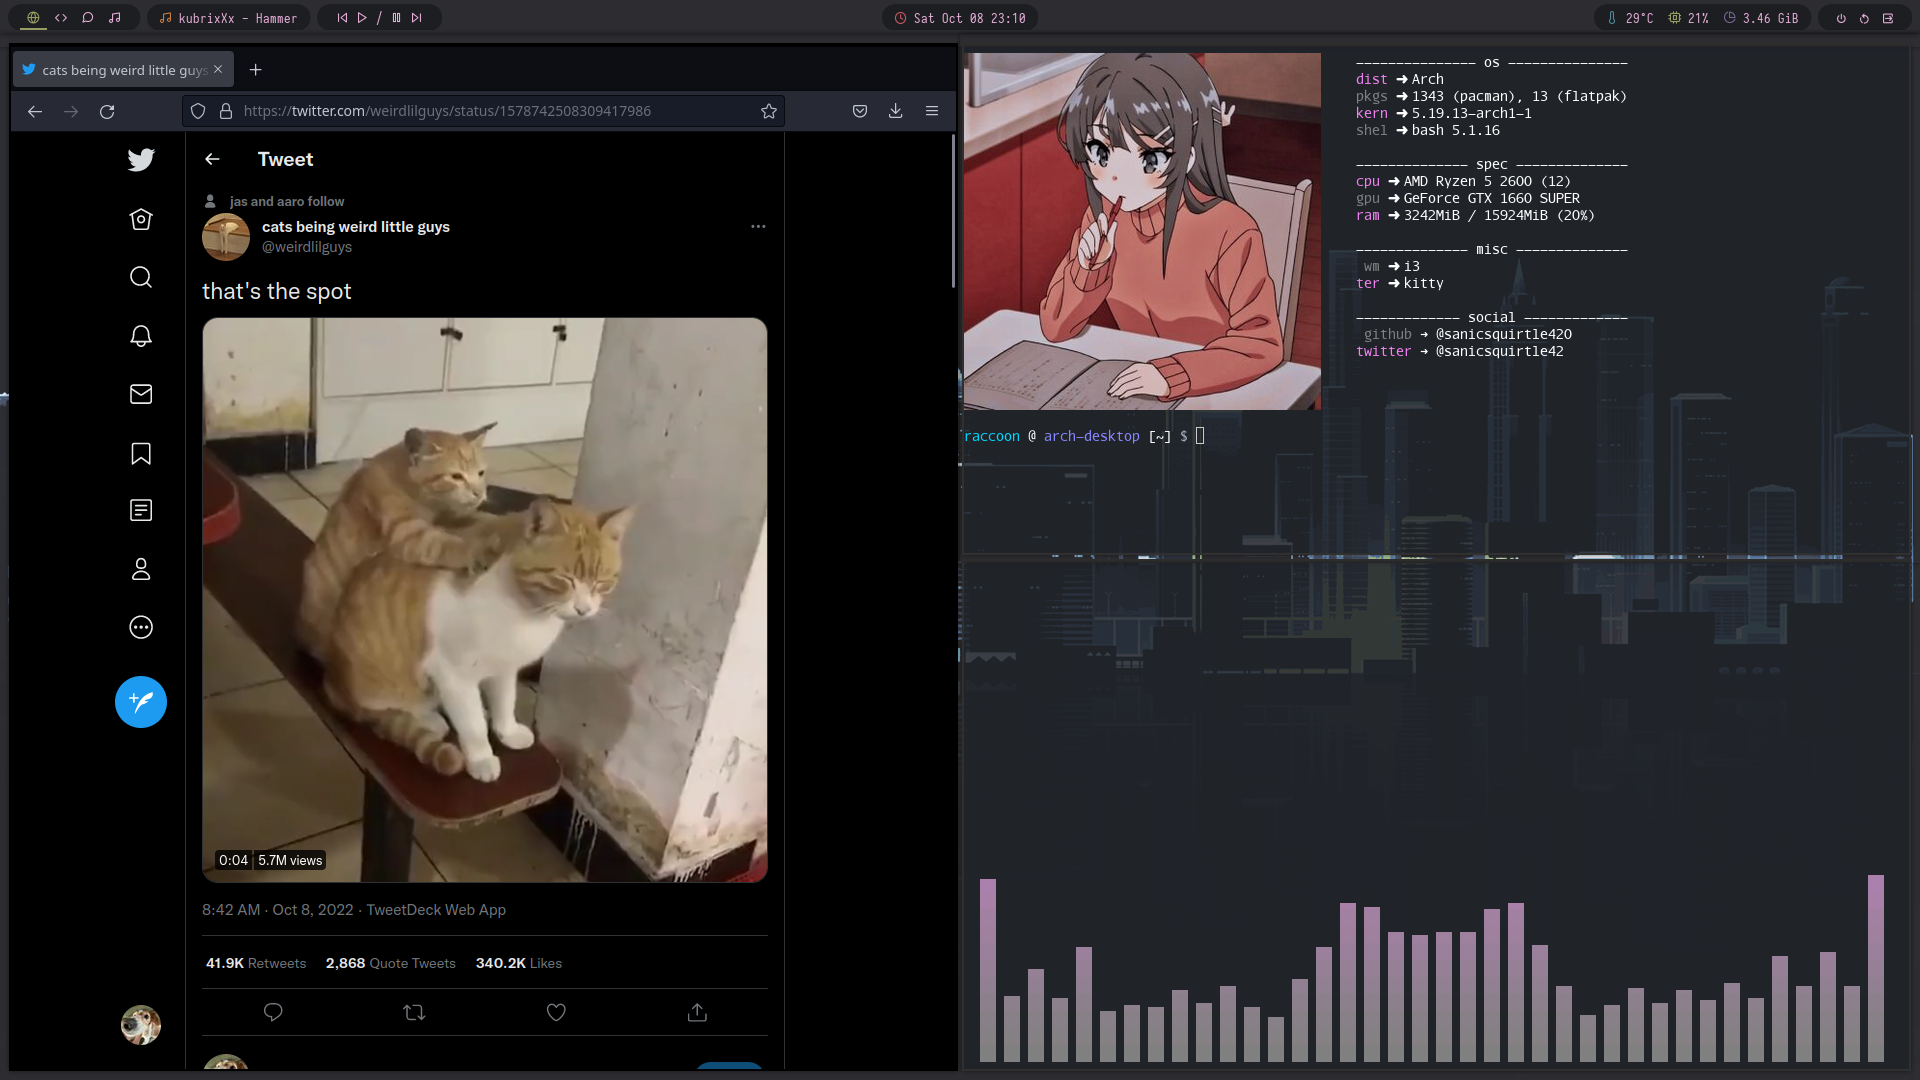 kubrixXx – Hammer
/
Sat Oct 08 23:10
29°C
21%
3.46 GiB
cats being weird little guys
https://twitter.com/weirdlilguys/status/1578742508309417986
Tweet
jas and aaro follow
cats being weird little guys
@weirdlilguys
that's the spot
0:04
5.7M views
8:42 AM · Oct 8, 2022 · TweetDeck Web App
41.9K Retweets 2,868 Quote Tweets 340.2K Likes
——————————————— os ———————————————
dist ➜ Arch
pkgs ➜ 1343 (pacman), 13 (flatpak)
kern ➜ 5.19.13-arch1-1
shel ➜ bash 5.1.16
—————————————— spec ——————————————
cpu ➜ AMD Ryzen 5 2600 (12)
gpu ➜ GeForce GTX 1660 SUPER
ram ➜ 3242MiB / 15924MiB (20%)
—————————————— misc ——————————————
wm ➜ i3
ter ➜ kitty
————————————— social —————————————
github ➜ @sanicsquirtle420
twitter ➜ @sanicsquirtle42
raccoon @ arch-desktop [~] $